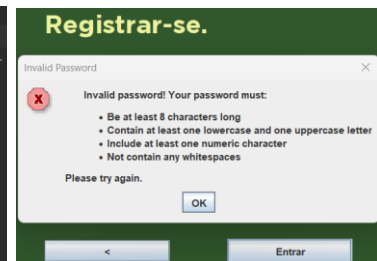 Registrar-se.
Invalid Password
Invalid password! Your password must:
• Be at least 8 characters long
• Contain at least one lowercase and one uppercase letter
• Include at least one numeric character
• Not contain any whitespaces
Please try again.
OK
< Entrar